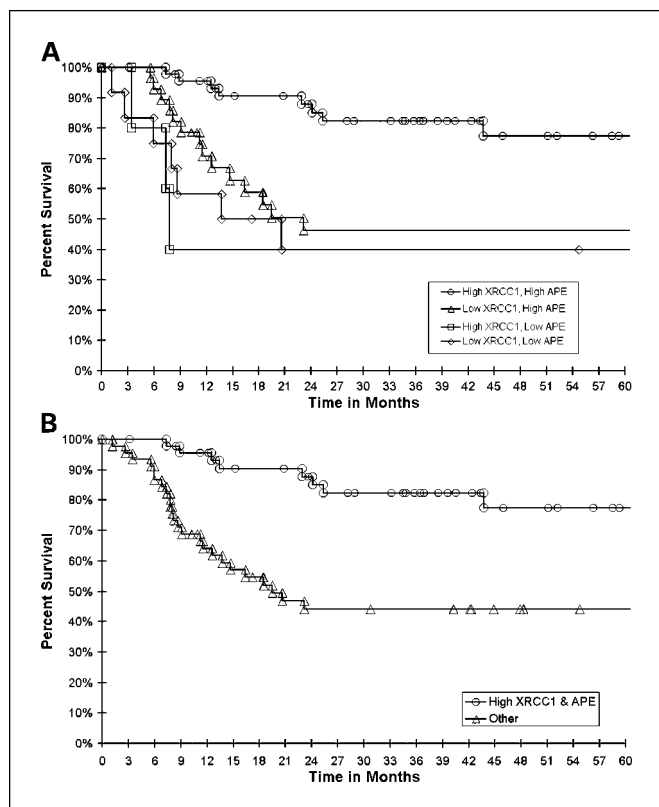 A
100%
90%
80%
70%
60%
50%
40%
30%
20%
10%
0%
Percent Survival
High XRCC1, High APE
Low XRCC1, High APE
High XRCC1, Low APE
Low XRCC1, Low APE
0 3 6 9 12 15 18 21 24 27 30 33 36 39 42 45 48 51 54 57 60
Time in Months
B
100%
90%
80%
70%
60%
50%
40%
30%
20%
10%
0%
Percent Survival
High XRCC1 & APE
Other
0 3 6 9 12 15 18 21 24 27 30 33 36 39 42 45 48 51 54 57 60
Time in Months